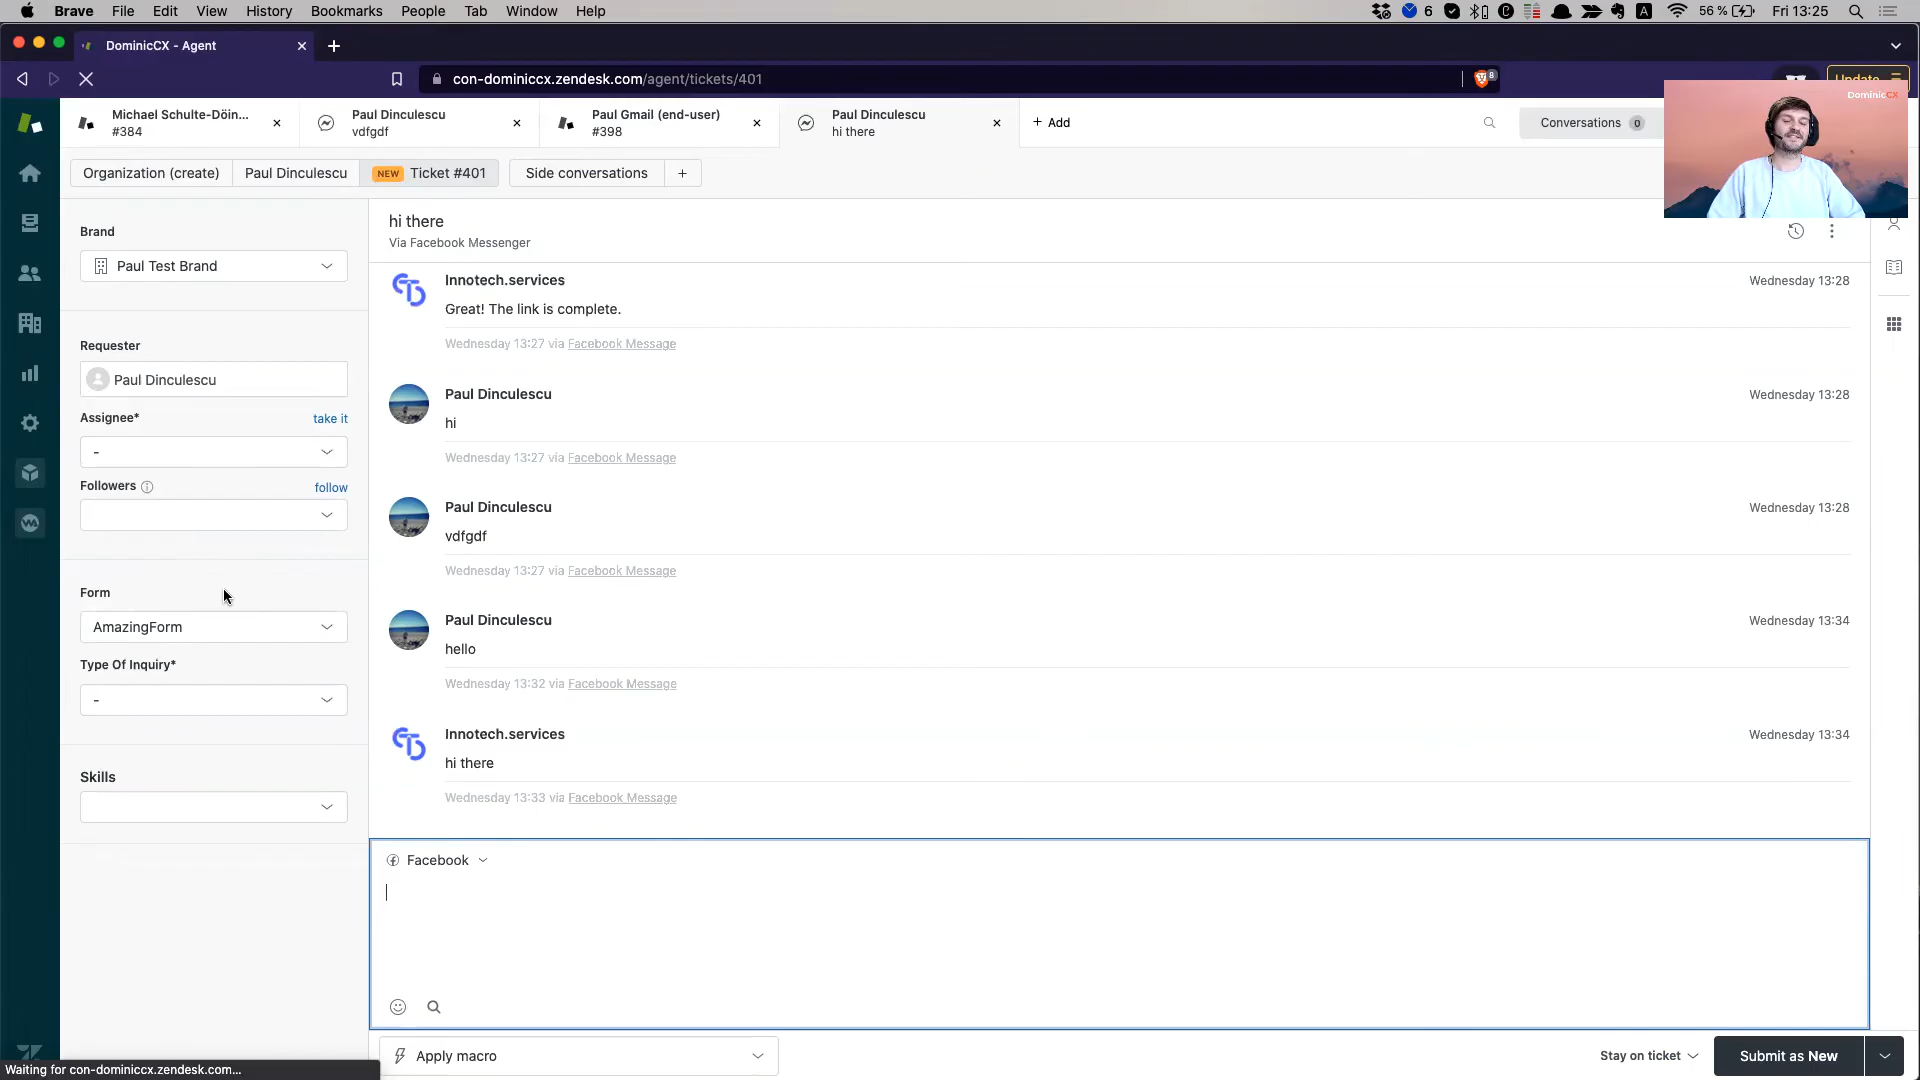 Brave File Edit View History Bookmarks People Tab Window Help
6
A
56 %
Fri 13:25
DominicCX - Agent
con-dominiccx.zendesk.com/agent/tickets/401
8
Update
DominicCX
Michael Schulte-Döin...
#384
Paul Dinculescu
vdfgdf
Paul Gmail (end-user)
#398
Paul Dinculescu
hi there
+ Add
Conversations 0
Organization (create)
Paul Dinculescu
NEW Ticket #401
Side conversations
+
Brand
Paul Test Brand
Requester
Paul Dinculescu
Assignee*
take it
-
Followers
follow
Form
AmazingForm
Type Of Inquiry*
-
Skills
hi there
Via Facebook Messenger
Innotech.services
Wednesday 13:28
Great! The link is complete.
Wednesday 13:27 via Facebook Message
Paul Dinculescu
Wednesday 13:28
hi
Wednesday 13:27 via Facebook Message
Paul Dinculescu
Wednesday 13:28
vdfgdf
Wednesday 13:27 via Facebook Message
Paul Dinculescu
Wednesday 13:34
hello
Wednesday 13:32 via Facebook Message
Innotech.services
Wednesday 13:34
hi there
Wednesday 13:33 via Facebook Message
Facebook
Apply macro
Stay on ticket
Submit as New
Waiting for con-dominiccx.zendesk.com...